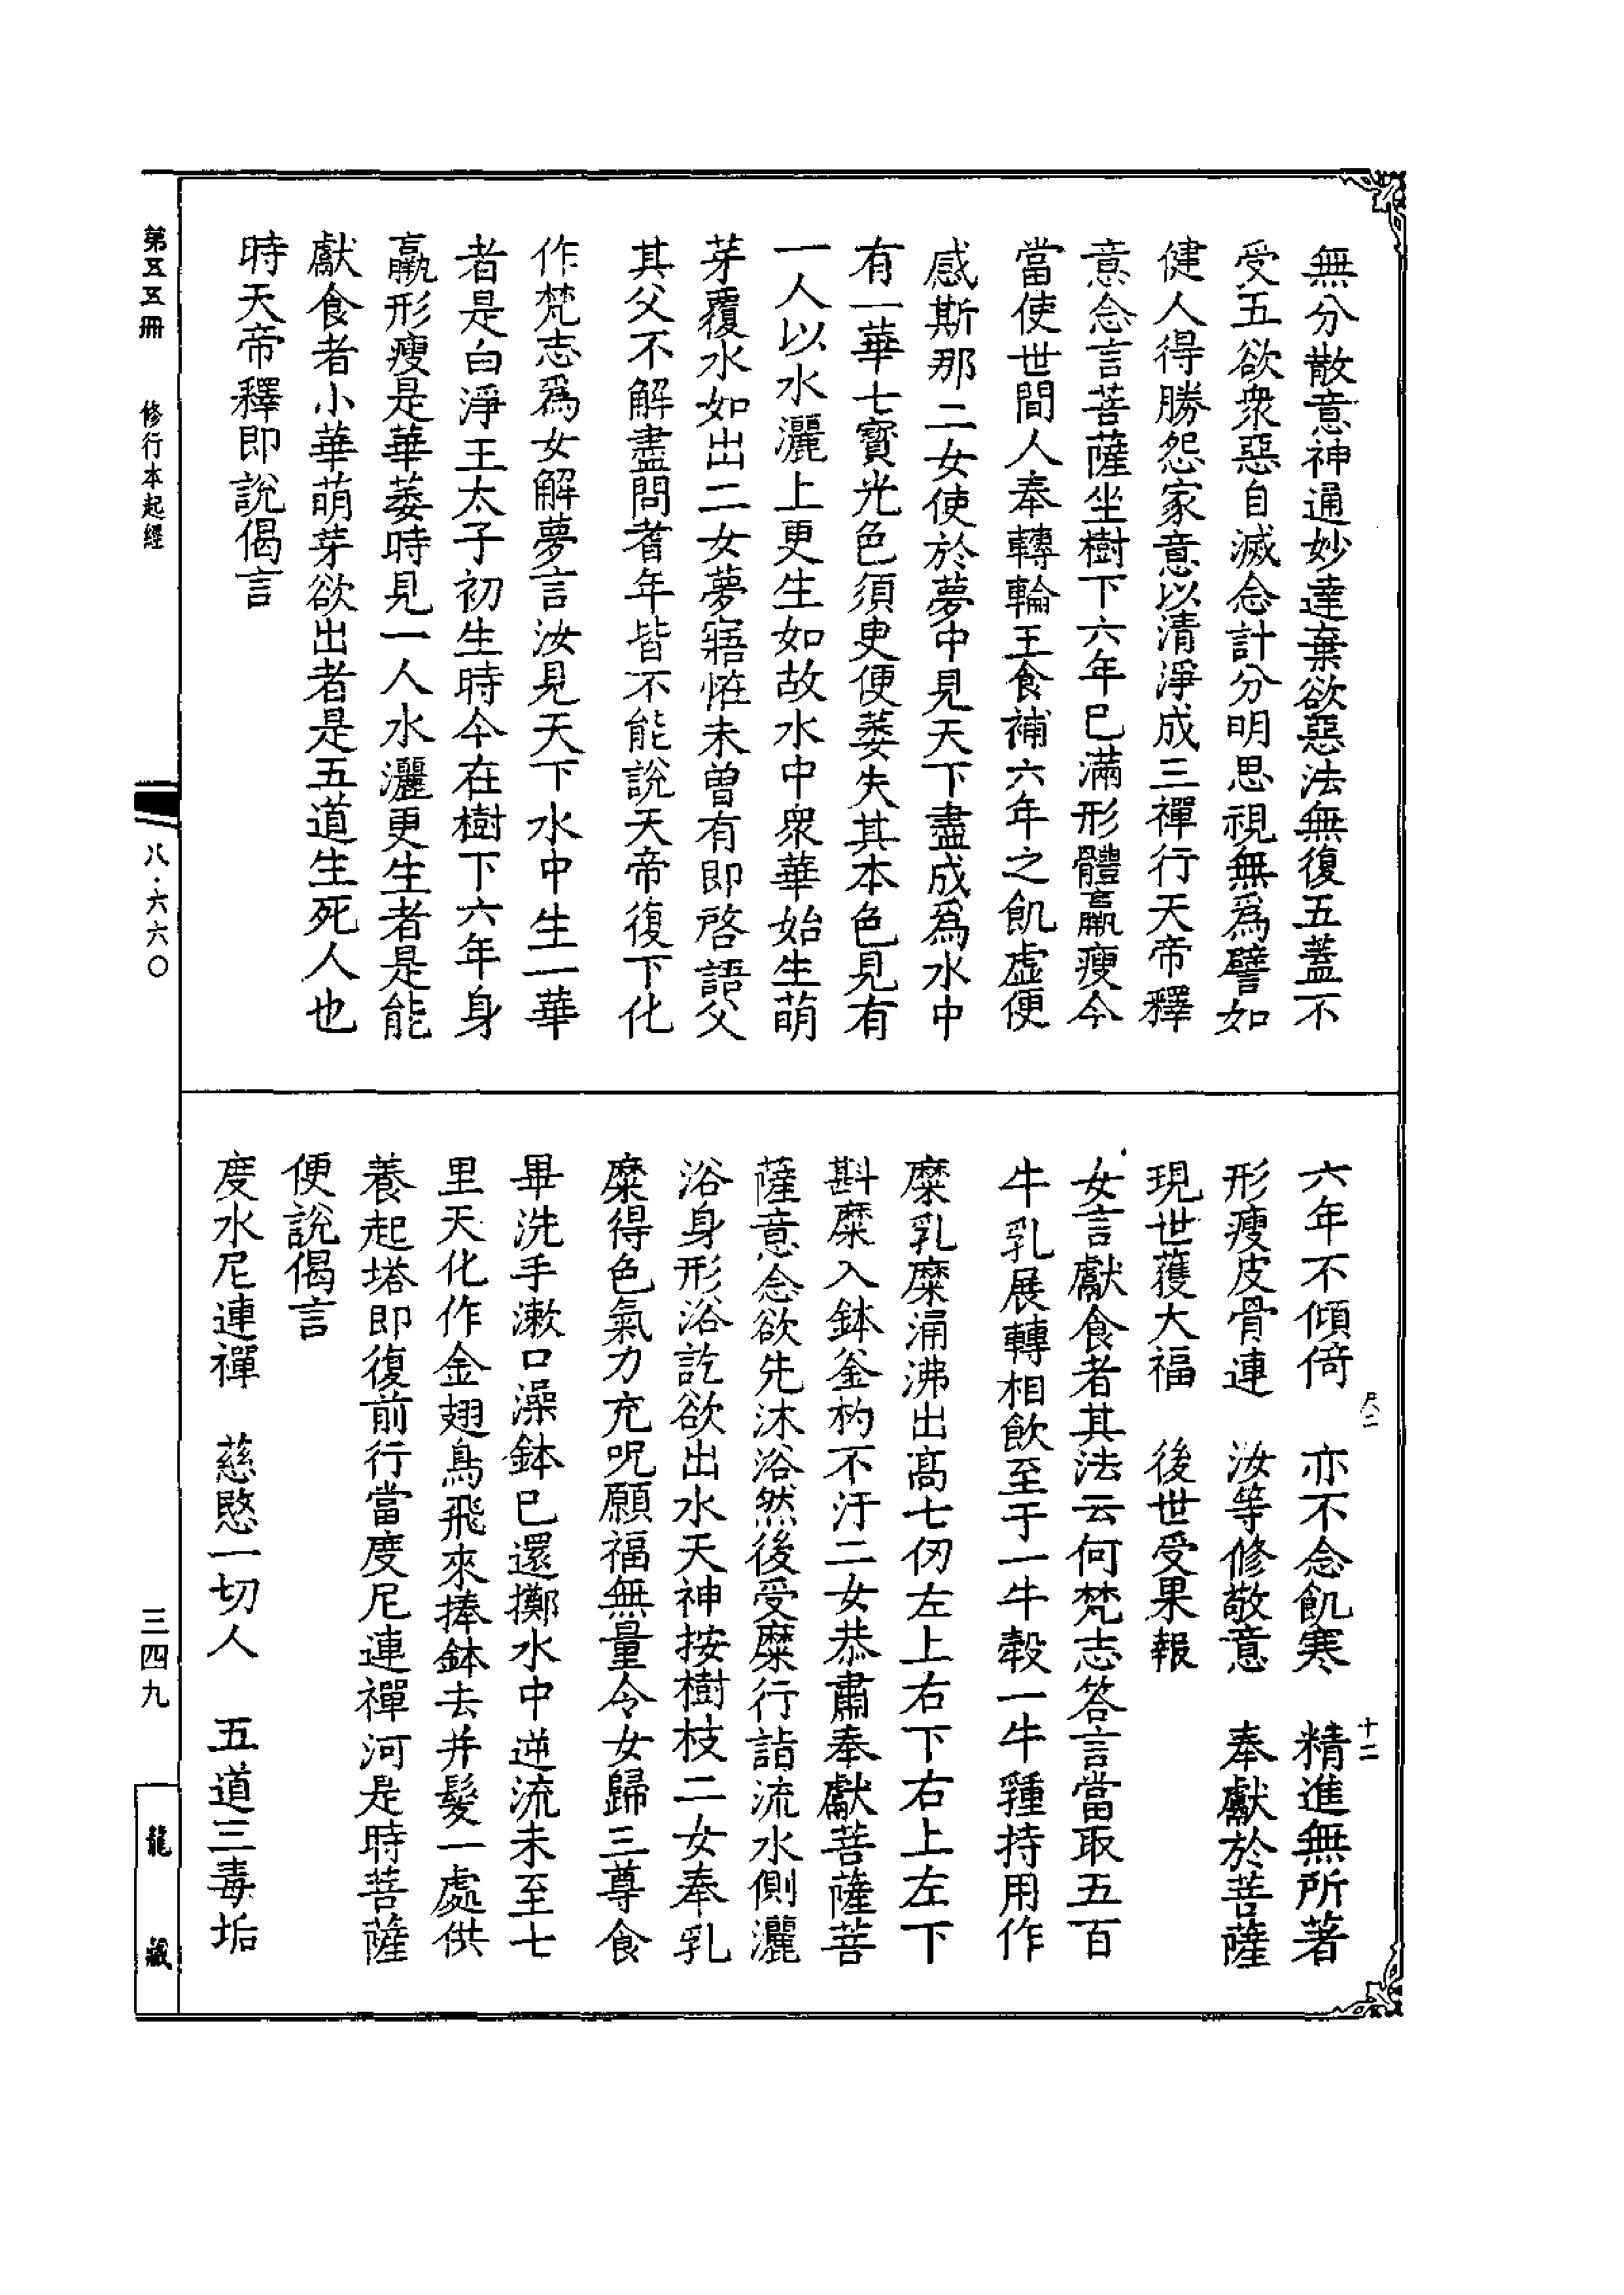 無分散意神通妙達棄欲惡法無復五蓋不
受五欲衆惡自滅念計分明思視無爲譬如
健人得勝怨家意以清淨成三禪行天帝釋
意念言菩薩坐樹下六年巳滿形體羸瘦今
當使世間人奉轉輪王食補六年之飢虛便
感斯那二女使於夢中見天下盡成爲水中
有一華七寳光色須臾便萎失其本色見有
一人以水灑上更生如故水中衆華始生萌
芽覆水如出二女夢寤恠未曾有即啓語父
其父不解盡問耆年皆不能說天帝復下化
作梵志爲女解夢言汝見天下水中生一華
者是白淨王太子初生時今在樹下六年身
羸形瘦是華萎時見一人水灑更生者是能
獻食者小華萌芽欲出者是五道生死人也
時天帝釋即說偈言
六年不傾倚　亦不念飢寒　精進無所著
形瘦皮骨連　汝等修敬意　奉獻於菩薩
現世獲大福　後世受果報
女言獻食者其法云何梵志答言當取五百
牛乳展轉相飲至于一牛𣫍一牛𤚥持用作
糜乳糜涌沸出高七仞左上右下右上左下
斟糜入鉢釜杓不汙二女恭肅奉獻菩薩菩
薩意念欲先沐浴然後受糜行詣流水側灑
浴身形浴訖欲出水天神按樹枝二女奉乳
糜得色氣力充呪願福無量令女歸三尊食
畢洗手漱口澡鉢巳還擲水中逆流未至七
里天化作金翅鳥飛來捧鉢去并髮一處供
養起塔即復前行當度尼連禪河是時菩薩
便說偈言
度水尼連禪　慈愍一切人　五道三毒垢
尺二
十二
第五五冊　修行本起經
八·六六〇
三四九
龍藏